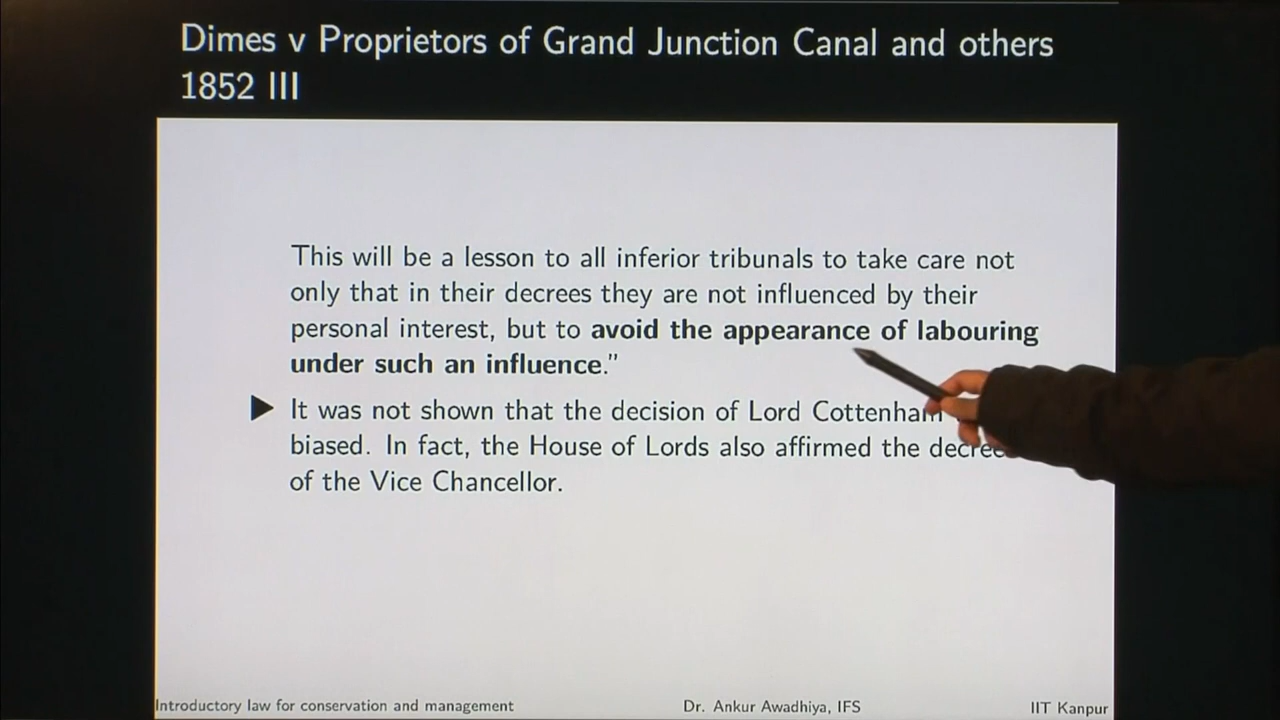 Dimes v Proprietors of Grand Junction Canal and others
1852 III
This will be a lesson to all inferior tribunals to take care not
only that in their decrees they are not influenced by their
personal interest, but to avoid the appearance of labouring
under such an influence.”
It was not shown that the decision of Lord Cottenham
biased. In fact, the House of Lords also affirmed the decree
of the Vice Chancellor.
Introductory law for conservation and management Dr. Ankur Awadhiya, IFS IIT Kanpur